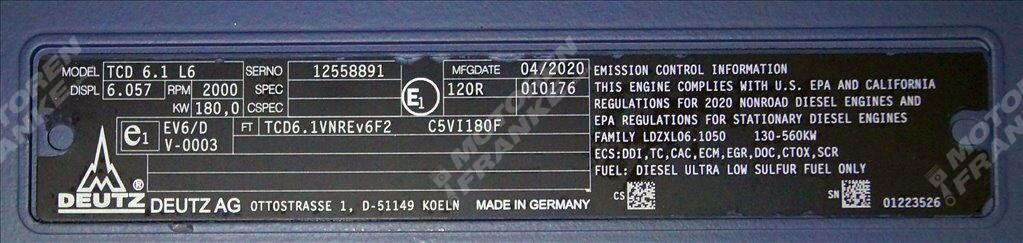 MODEL TCD 6.1 L6 SERNO 12558891 MFGDATE 04/2020
DISPL 6.057 RPM 2000 SPEC E1 120R 010176
KW 180,0 CSPEC
e1 EV6/D V-0003 FT TCD6.1VNREv6F2 C5VI180F
EMISSION CONTROL INFORMATION
THIS ENGINE COMPLIES WITH U.S. EPA AND CALIFORNIA
REGULATIONS FOR 2020 NONROAD DIESEL ENGINES AND
EPA REGULATIONS FOR STATIONARY DIESEL ENGINES
FAMILY LDZXL06.1050 130-560KW
ECS:DDI,TC,CAC,ECM,EGR,DOC,CTOX,SCR
FUEL: DIESEL ULTRA LOW SULFUR FUEL ONLY
CS SN 01223526
DEUTZ ® DEUTZ AG OTTOSTRASSE 1, D-51149 KOELN MADE IN GERMANY
MOTOREN FRANKEN
MOTOREN FRANKEN
MOTOREN FRANKEN